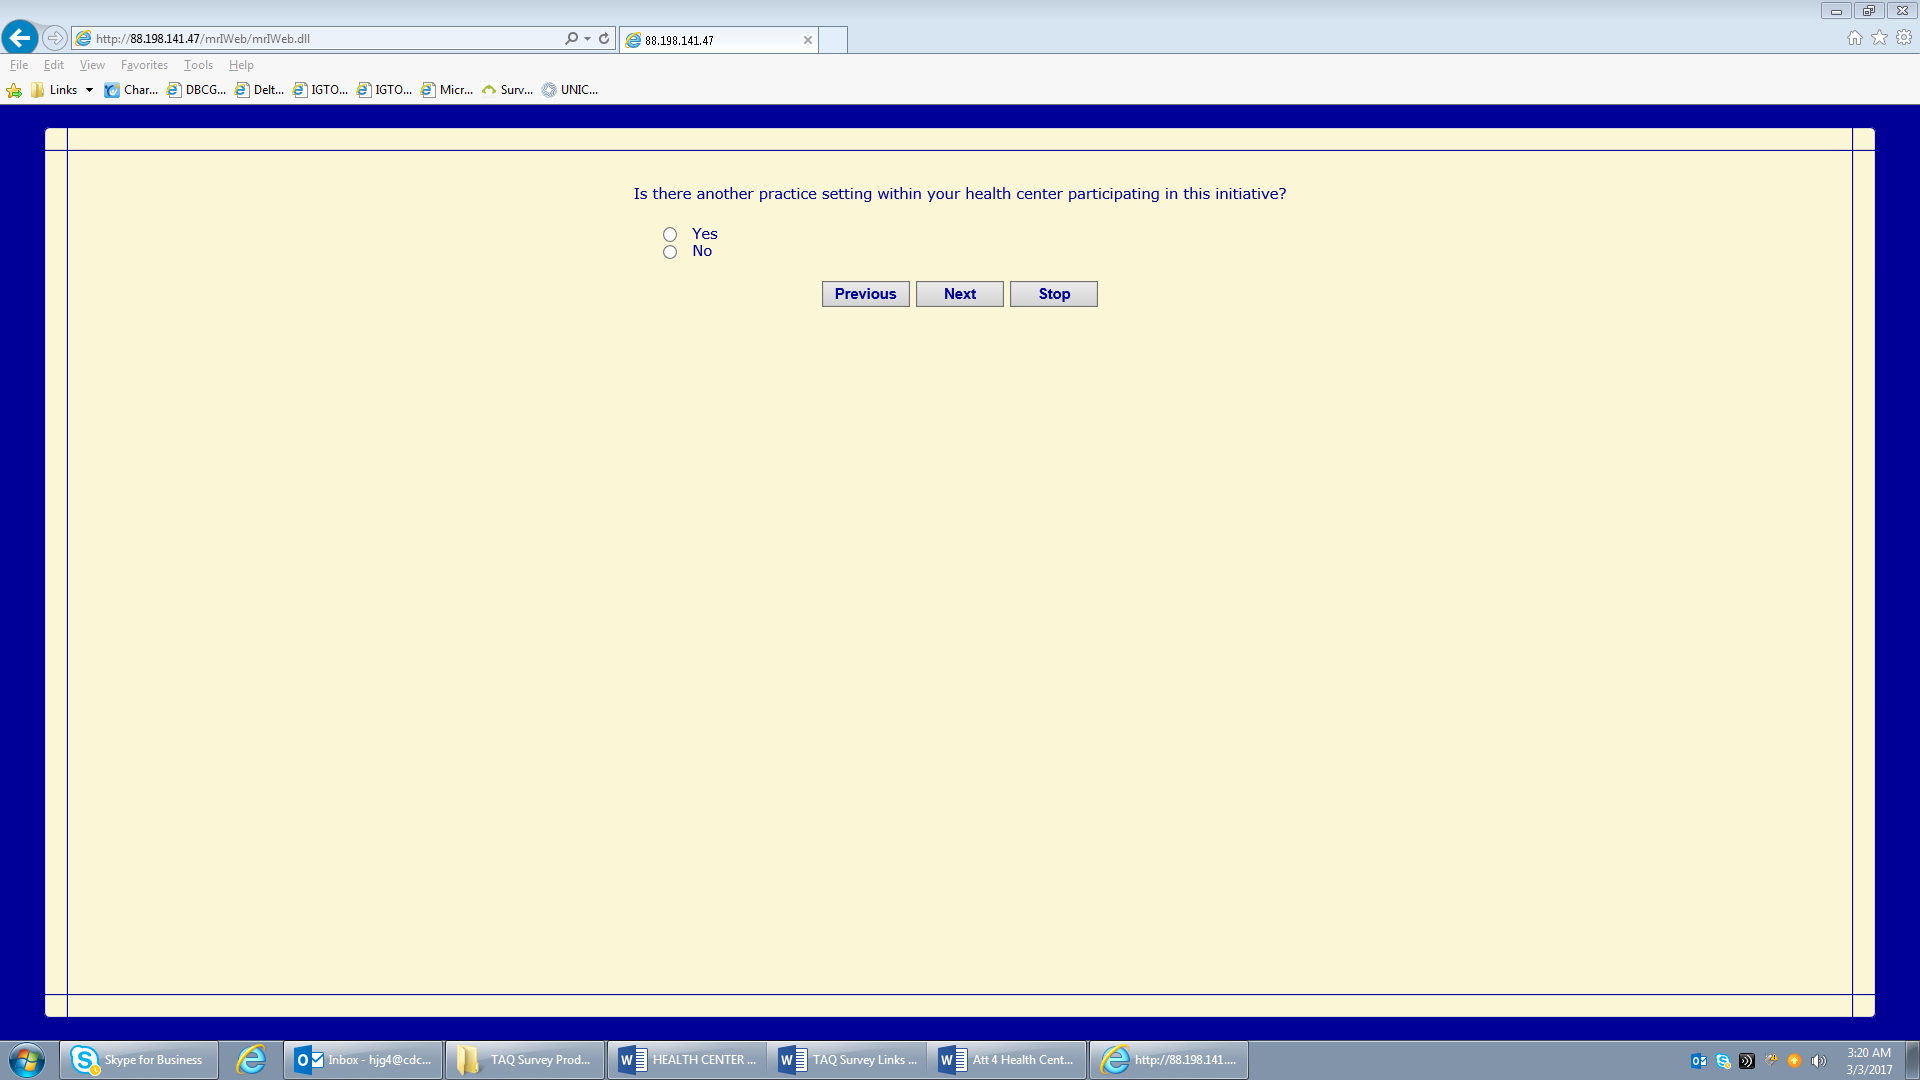 http://88.198.141.47/mrIWeb/mrIWeb.dll
88.198.141.47
File Edit View Favorites Tools Help
Links Char... DBCG... Delt... IGTO... IGTO... Micr... Surv... UNIC...
Is there another practice setting within your health center participating in this initiative?
Yes
No
Previous Next Stop
Skype for Business Inbox - hjg4@cdc... TAQ Survey Prod... HEALTH CENTER ... TAQ Survey Links ... Att 4 Health Cent... http://88.198.141....
3:20 AM
3/3/2017